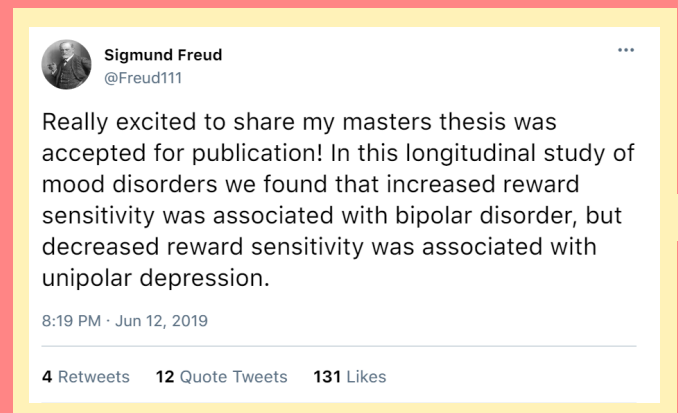 Sigmund Freud
@Freud111
Really excited to share my masters thesis was
accepted for publication! In this longitudinal study of
mood disorders we found that increased reward
sensitivity was associated with bipolar disorder, but
decreased reward sensitivity was associated with
unipolar depression.
8:19 PM · Jun 12, 2019
4 Retweets 12 Quote Tweets 131 Likes